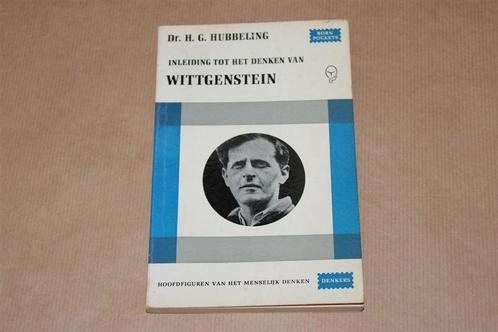 Dr. H. G. HUBBELING
BORN
POCKETS
INLEIDING TOT HET DENKEN VAN
WITTGENSTEIN
HOOFDFIGUREN VAN HET MENSELIJK DENKEN
DENKERS